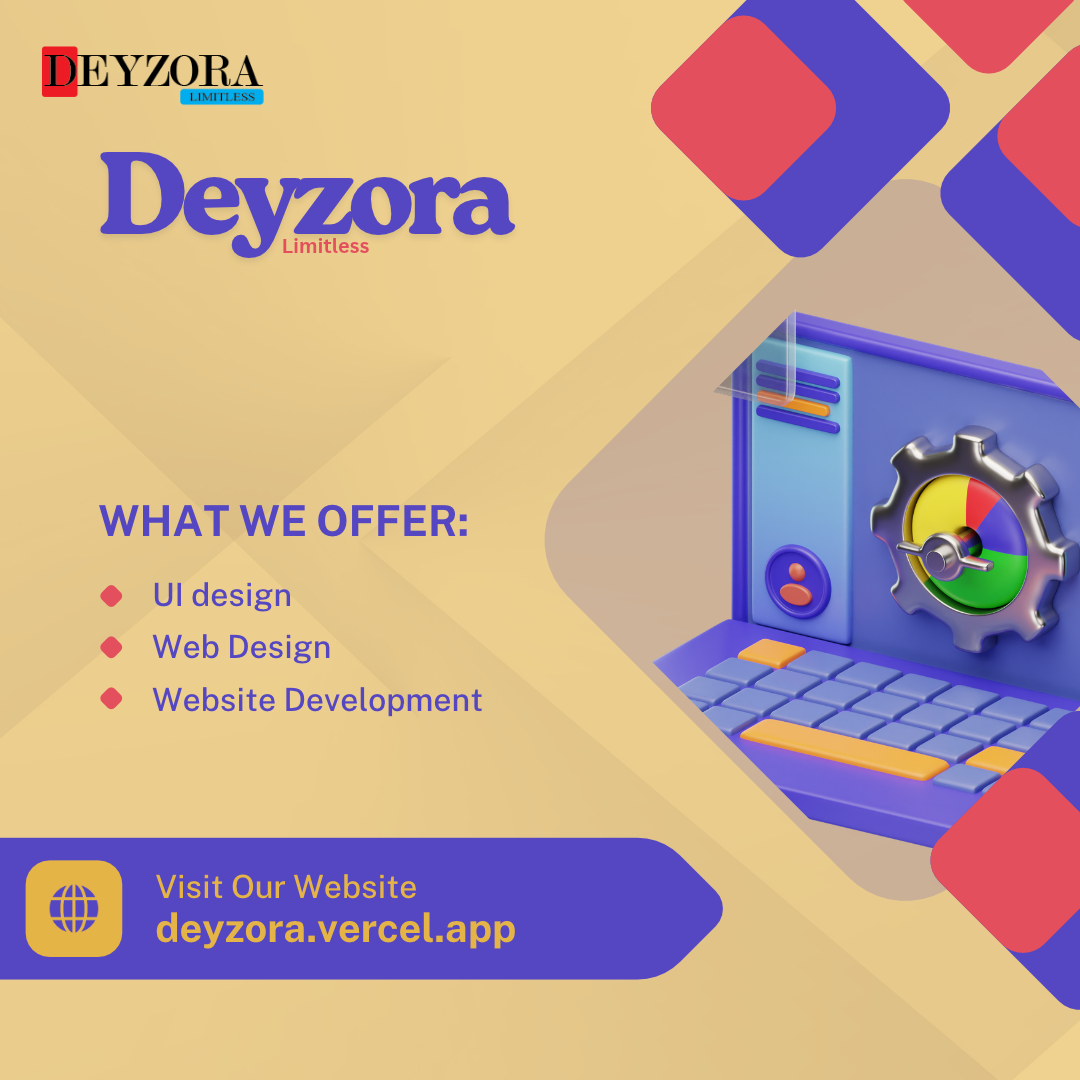 DEYZORA
LIMITLESS
Deyzora
Limitless
WHAT WE OFFER:
UI design
Web Design
Website Development
Visit Our Website
deyzora.vercel.app